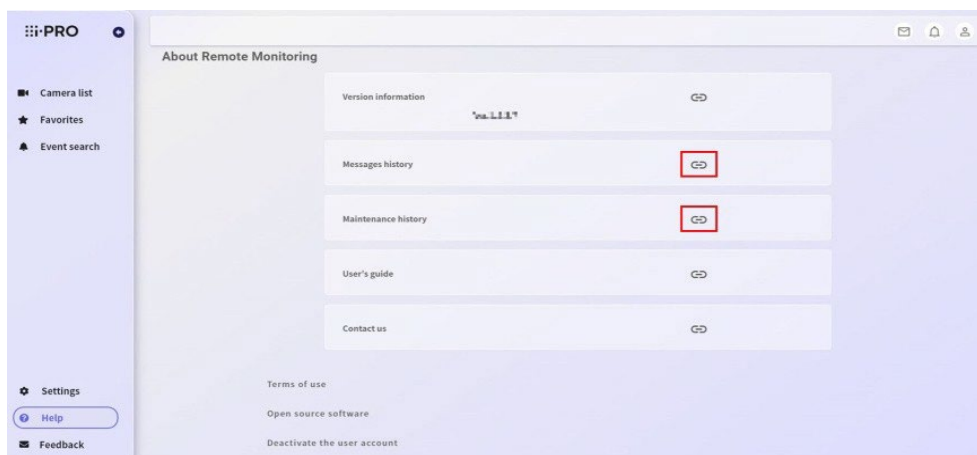 i-PRO
About Remote Monitoring
Camera list
Favorites
Event search
Version information
Messages history
Maintenance history
User's guide
Contact us
Terms of use
Open source software
Deactivate the user account
Settings
Help
Feedback